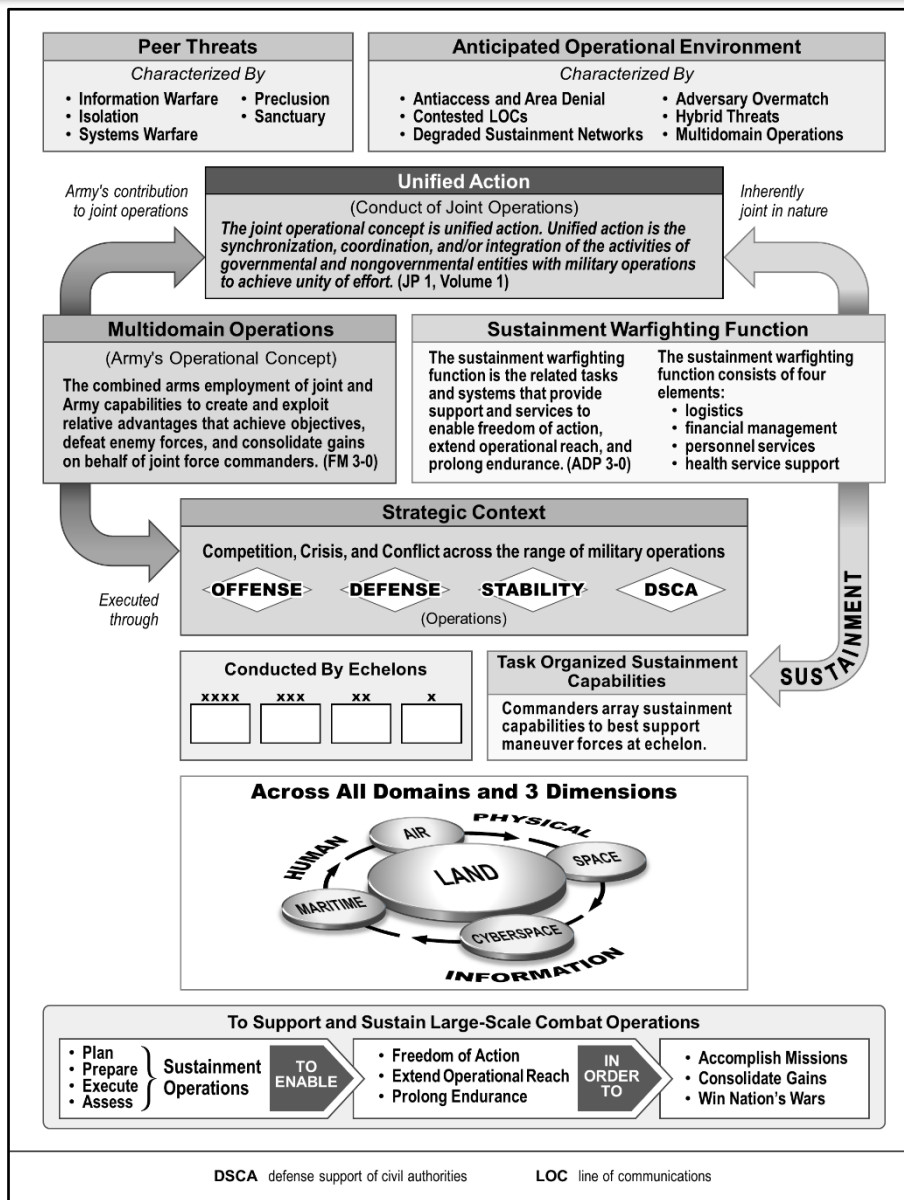 Peer Threats
Characterized By
• Information Warfare
• Isolation
• Systems Warfare
• Preclusion
• Sanctuary
Anticipated Operational Environment
Characterized By
• Antiaccess and Area Denial
• Contested LOCs
• Degraded Sustainment Networks
• Adversary Overmatch
• Hybrid Threats
• Multidomain Operations
Army's contribution
to joint operations
Unified Action
(Conduct of Joint Operations)
The joint operational concept is unified action. Unified action is the
synchronization, coordination, and/or integration of the activities of
governmental and nongovernmental entities with military operations
to achieve unity of effort. (JP 1, Volume 1)
Inherently
joint in nature
Multidomain Operations
(Army's Operational Concept)
The combined arms employment of joint and
Army capabilities to create and exploit
relative advantages that achieve objectives,
defeat enemy forces, and consolidate gains
on behalf of joint force commanders. (FM 3-0)
Sustainment Warfighting Function
The sustainment warfighting
function is the related tasks
and systems that provide
support and services to
enable freedom of action,
extend operational reach, and
prolong endurance. (ADP 3-0)
The sustainment warfighting
function consists of four
elements:
• logistics
• financial management
• personnel services
• health service support
Strategic Context
Competition, Crisis, and Conflict across the range of military operations
OFFENSE DEFENSE STABILITY DSCA
(Operations)
Executed
through
SUSTAINMENT
Conducted By Echelons
xxxx xxx xx x
Task Organized Sustainment
Capabilities
Commanders array sustainment
capabilities to best support
maneuver forces at echelon.
Across All Domains and 3 Dimensions
HUMAN
PHYSICAL
INFORMATION
AIR
SPACE
LAND
MARITIME
CYBERSPACE
To Support and Sustain Large-Scale Combat Operations
• Plan
• Prepare
• Execute
• Assess
Sustainment
Operations
TO
ENABLE
• Freedom of Action
• Extend Operational Reach
• Prolong Endurance
IN
ORDER
TO
• Accomplish Missions
• Consolidate Gains
• Win Nation's Wars
DSCA defense support of civil authorities LOC line of communications